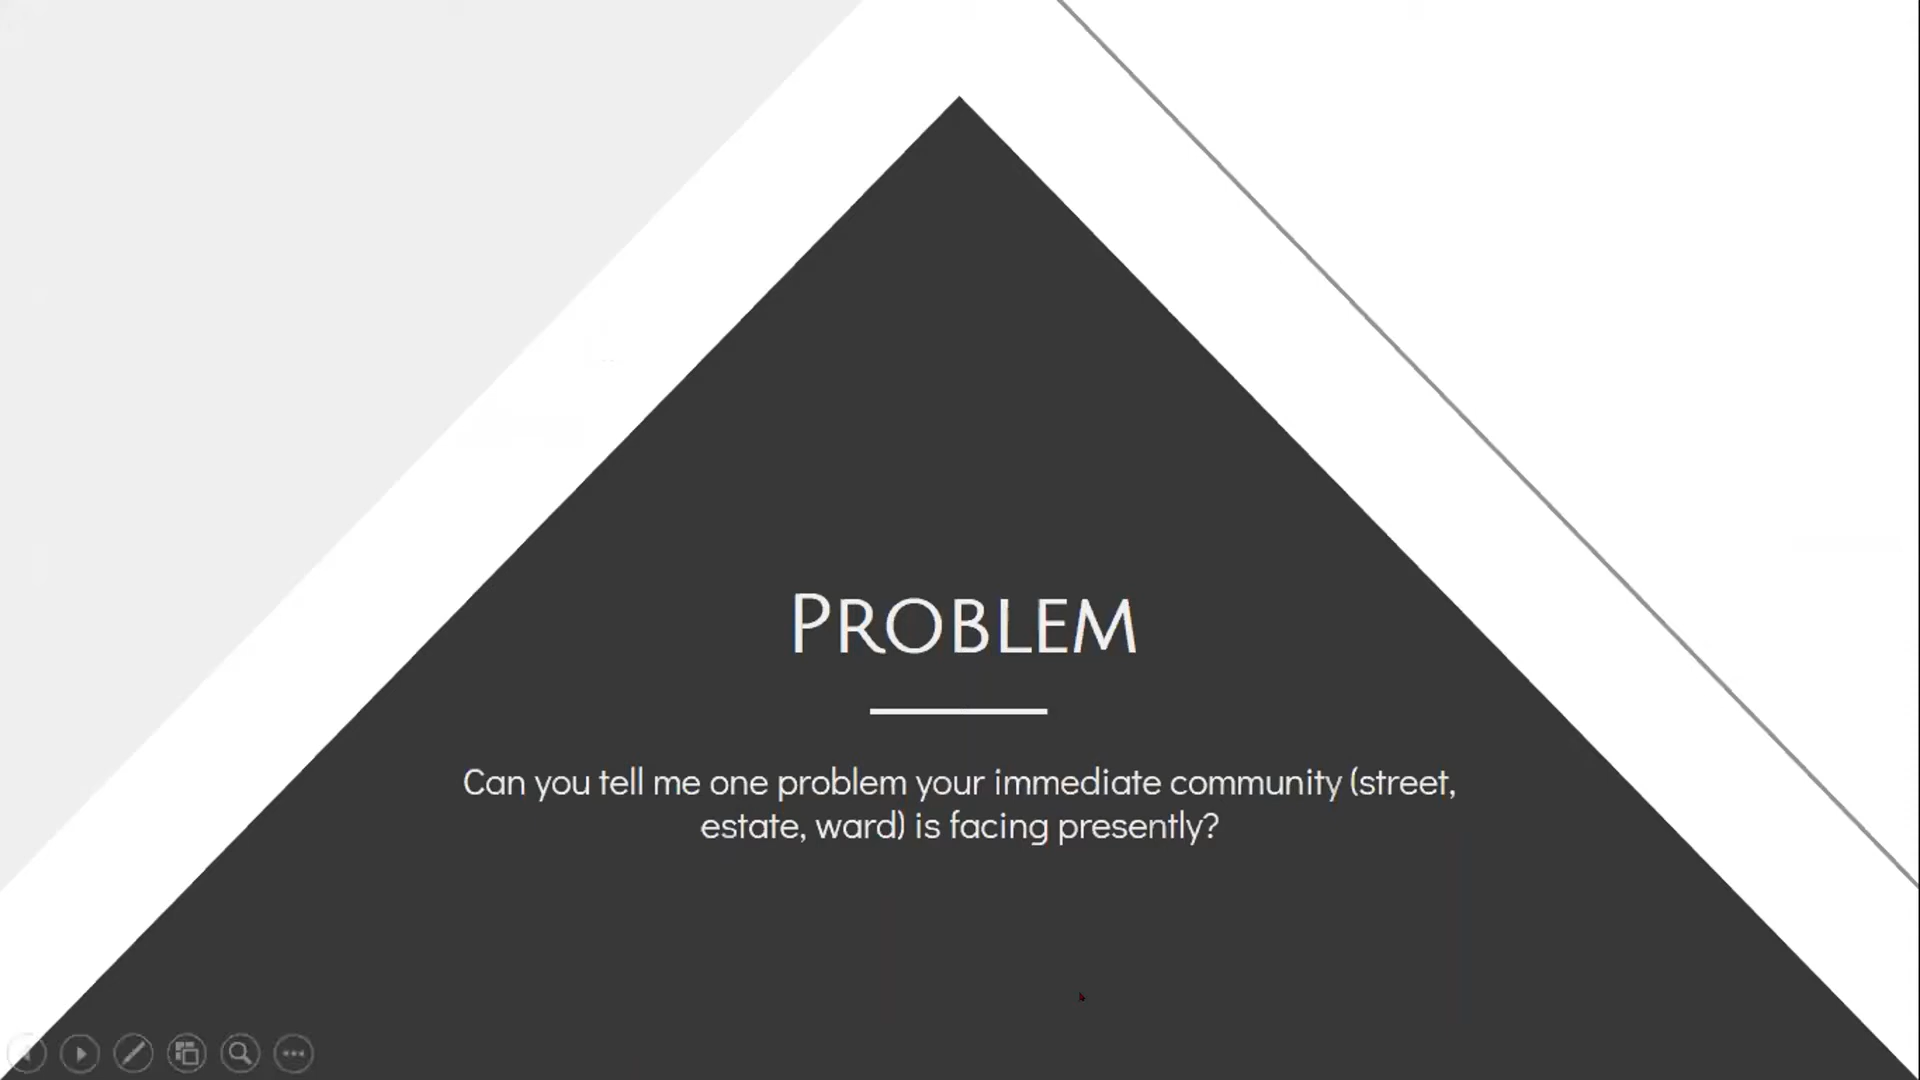 PROBLEM
Can you tell me one problem your immediate community (street,
estate, ward) is facing presently?